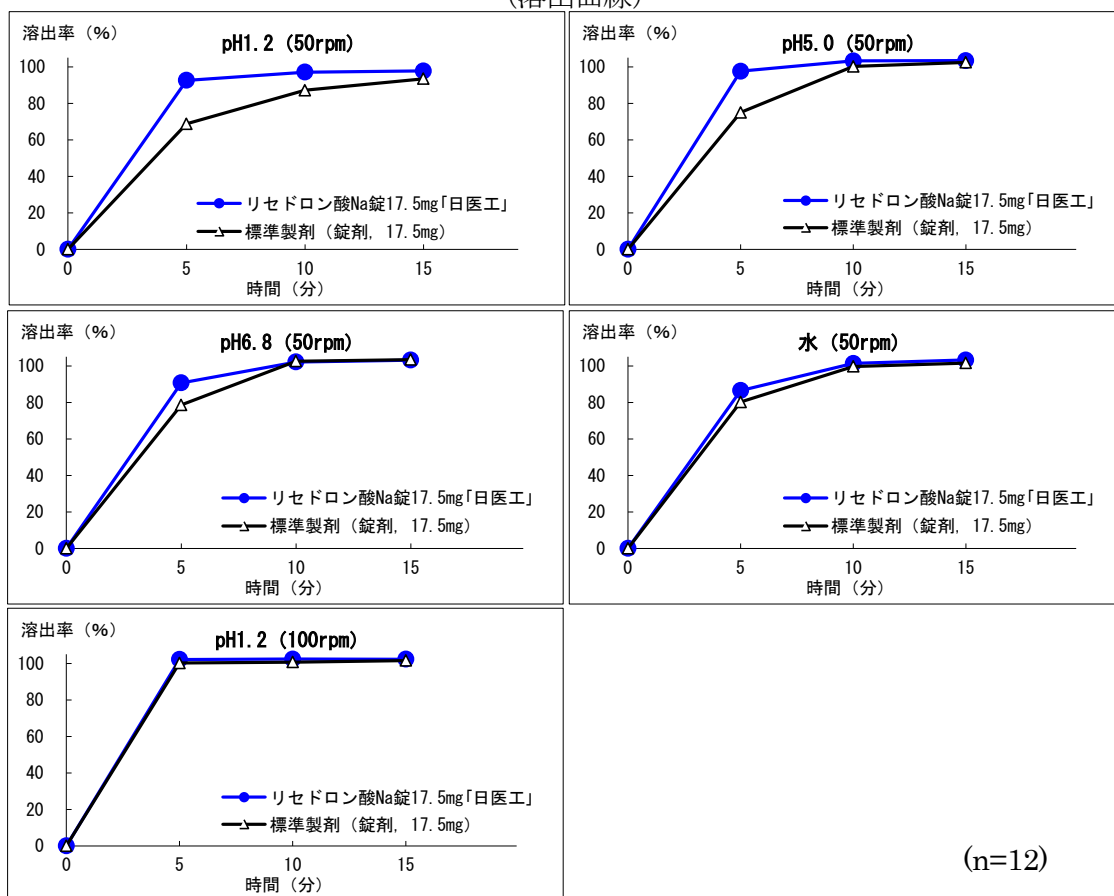 (溶出曲線)
溶出率（%）
pH1.2 (50rpm)
100
80
60
40
20
0
リセドロン酸Na錠17.5mg「日医工」
標準製剤（錠剤, 17.5mg）
0 5 10 15
時間（分）
溶出率（%）
pH5.0 (50rpm)
100
80
60
40
20
0
リセドロン酸Na錠17.5mg「日医工」
標準製剤（錠剤, 17.5mg）
0 5 10 15
時間（分）
溶出率（%）
pH6.8 (50rpm)
100
80
60
40
20
0
リセドロン酸Na錠17.5mg「日医工」
標準製剤（錠剤, 17.5mg）
0 5 10 15
時間（分）
溶出率（%）
水 (50rpm)
100
80
60
40
20
0
リセドロン酸Na錠17.5mg「日医工」
標準製剤（錠剤, 17.5mg）
0 5 10 15
時間（分）
溶出率（%）
pH1.2 (100rpm)
100
80
60
40
20
0
リセドロン酸Na錠17.5mg「日医工」
標準製剤（錠剤, 17.5mg）
0 5 10 15
時間（分）
(n=12)